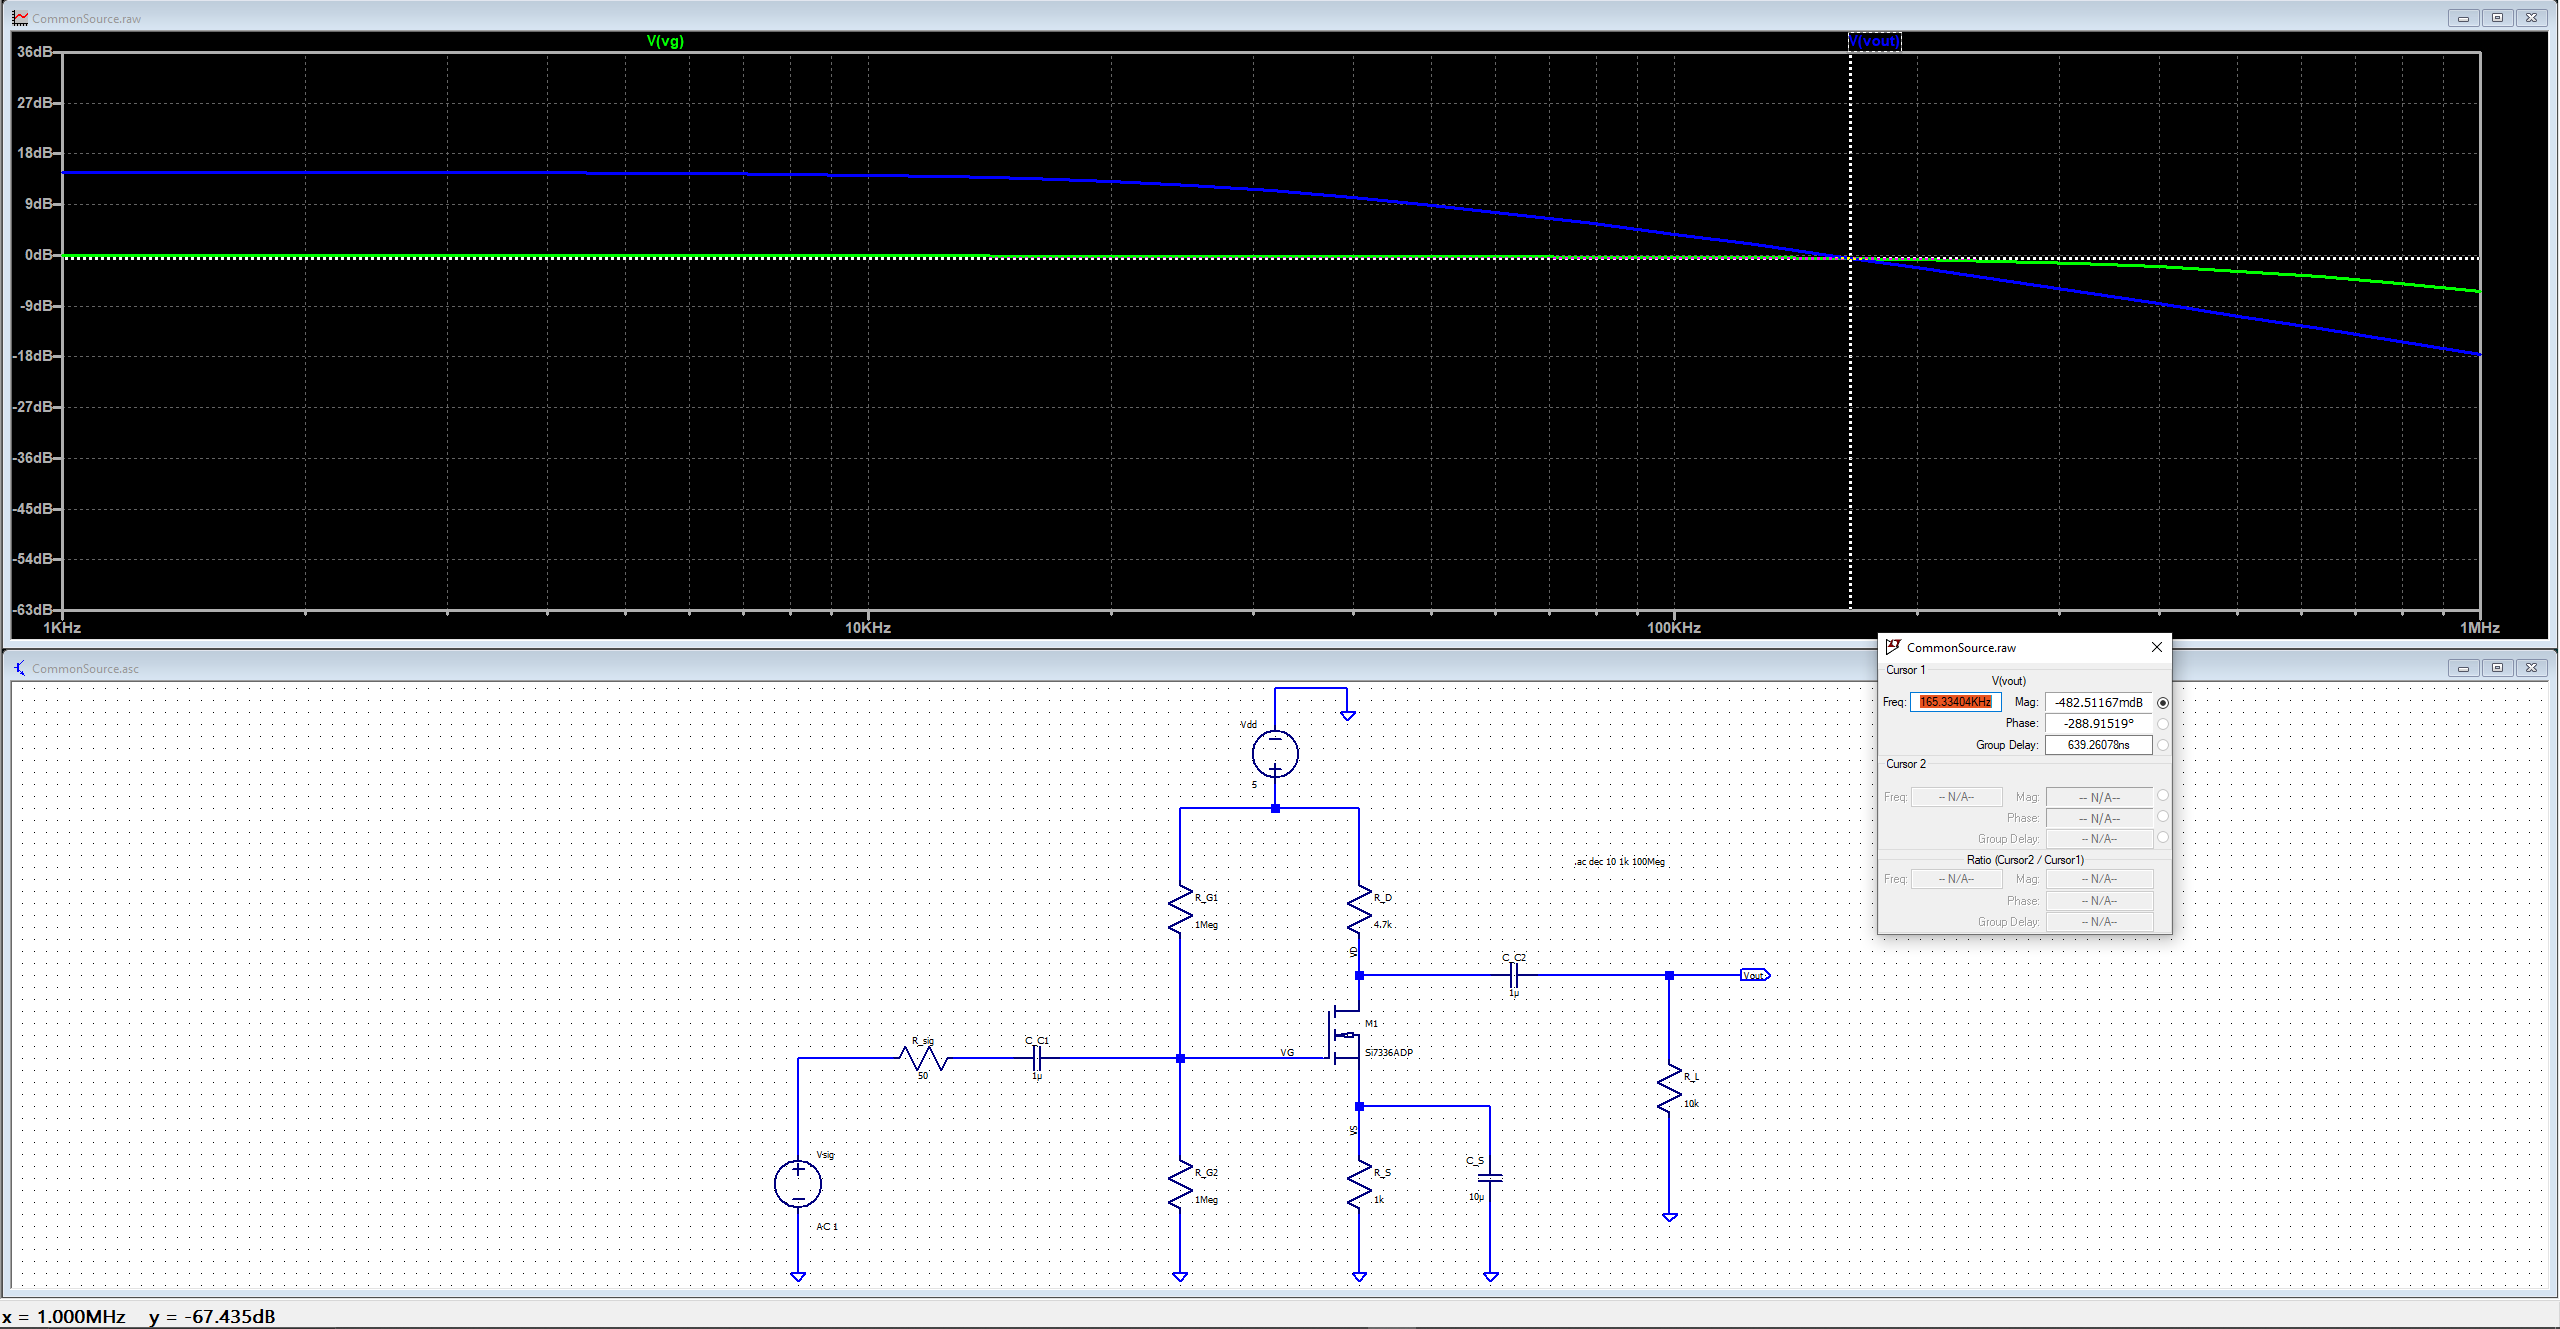 CommonSource.raw
V(vg)
V(vout)
36dB
27dB
18dB
9dB
0dB
-9dB
-18dB
-27dB
-36dB
-45dB
-54dB
-63dB
1KHz
10KHz
100KHz
1MHz
CommonSource.asc
Vdd
5
R_G1
1Meg
R_D
4.7k
.ac dec 10 1k 100Meg
VD
C_C2
1µ
Vout
M1
Si7336ADP
VG
R_sig
50
C_C1
1µ
R_L
10k
VS
Vsig
AC 1
R_G2
1Meg
R_S
1k
C_S
10µ
CommonSource.raw
Cursor 1
V(vout)
Freq: 165.33404KHz Mag: -482.51167mdB
Phase: -288.91519°
Group Delay: 639.26078ns
Cursor 2
Freq: -- N/A-- Mag: -- N/A--
Phase: -- N/A--
Group Delay: -- N/A--
Ratio (Cursor2 / Cursor1)
Freq: -- N/A-- Mag: -- N/A--
Phase: -- N/A--
Group Delay: -- N/A--
x = 1.000MHz y = -67.435dB